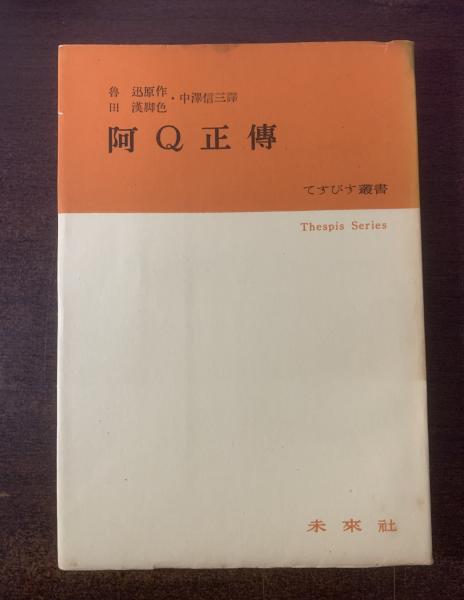 魯 迅原作
田 漢脚色・中澤信三譯
阿Q正傳
てすぴす叢書
Thespis Series
未來社